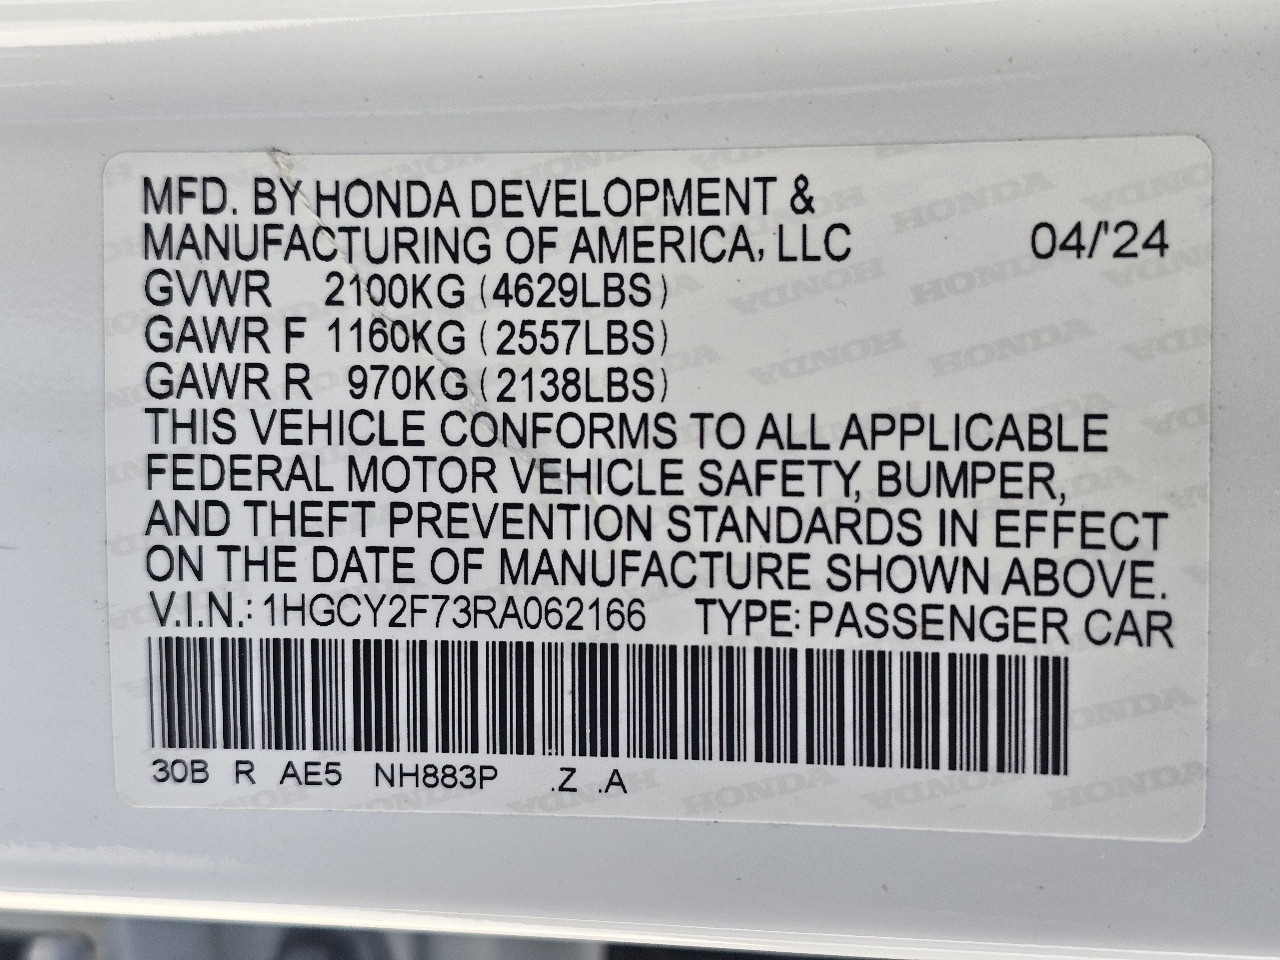 MFD. BY HONDA DEVELOPMENT &
MANUFACTURING OF AMERICA, LLC 04/'24
GVWR 2100KG (4629LBS)
GAWR F 1160KG (2557LBS)
GAWR R 970KG (2138LBS)
THIS VEHICLE CONFORMS TO ALL APPLICABLE
FEDERAL MOTOR VEHICLE SAFETY, BUMPER,
AND THEFT PREVENTION STANDARDS IN EFFECT
ON THE DATE OF MANUFACTURE SHOWN ABOVE.
V.I.N.: 1HGCY2F73RA062166 TYPE: PASSENGER CAR
30B R AE5 NH883P .Z .A